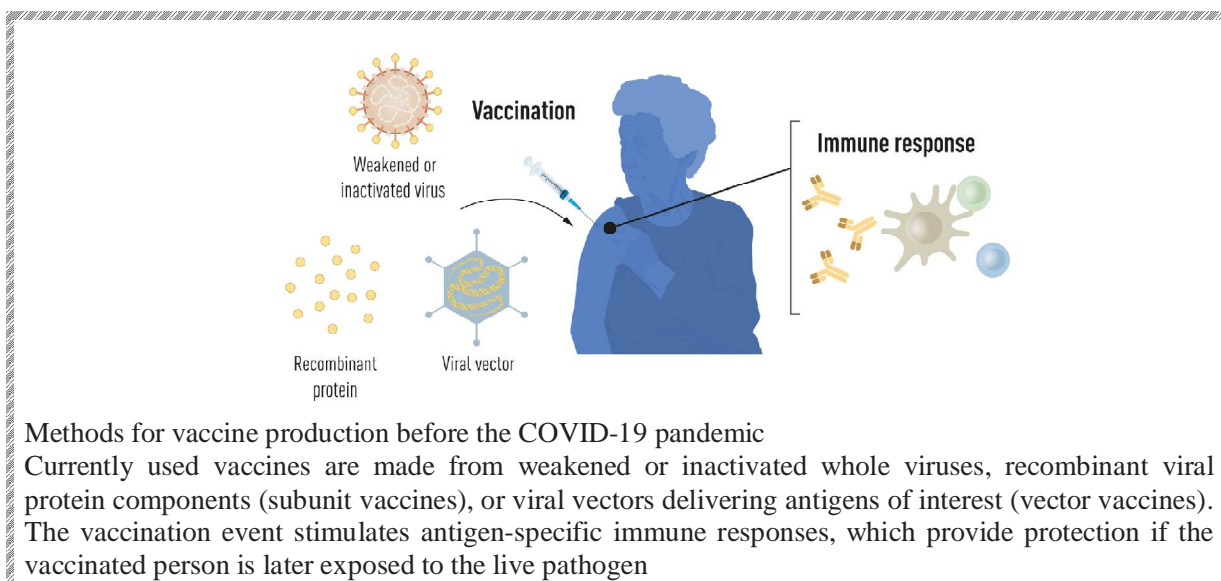 Vaccination
Weakened or
inactivated virus
Immune response
Recombinant
protein
Viral vector
Methods for vaccine production before the COVID-19 pandemic
Currently used vaccines are made from weakened or inactivated whole viruses, recombinant viral
protein components (subunit vaccines), or viral vectors delivering antigens of interest (vector vaccines).
The vaccination event stimulates antigen-specific immune responses, which provide protection if the
vaccinated person is later exposed to the live pathogen